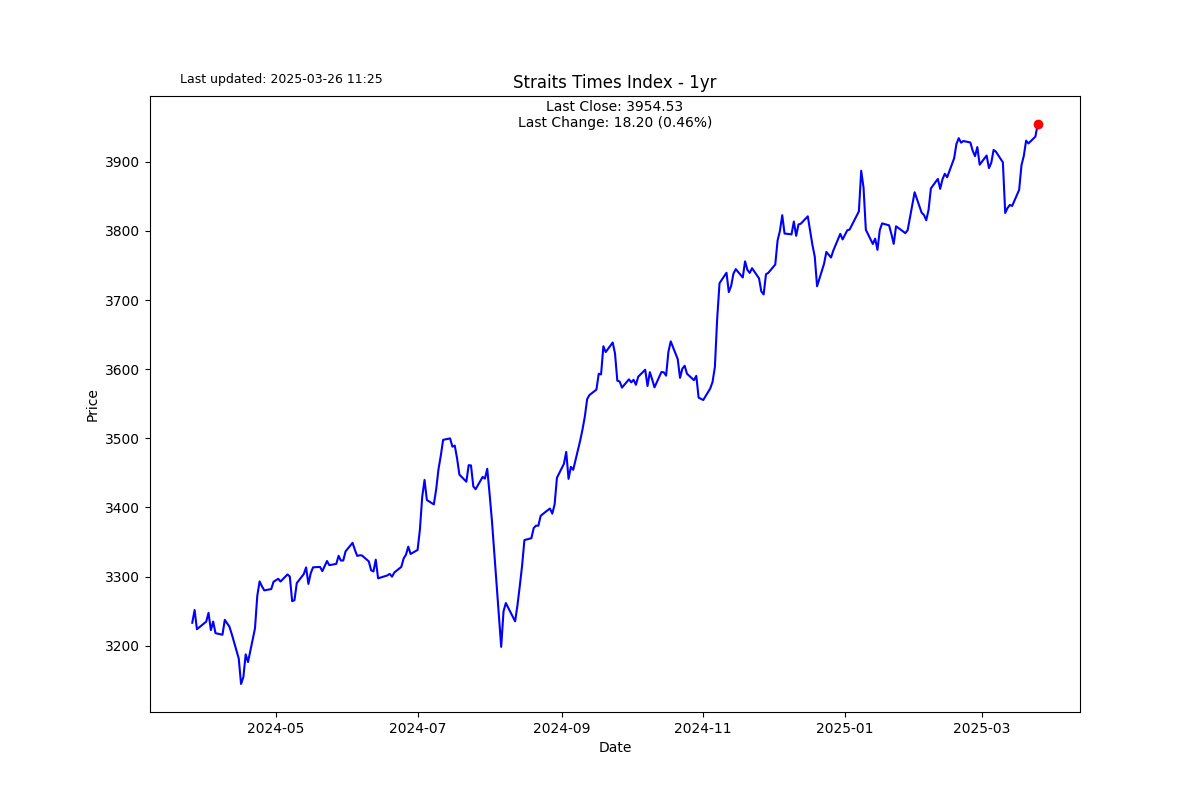 Last updated: 2025-03-26 11:25
Straits Times Index - 1yr
Last Close: 3954.53
Last Change: 18.20 (0.46%)
Price
3900
3800
3700
3600
3500
3400
3300
3200
2024-05
2024-07
2024-09
2024-11
2025-01
2025-03
Date